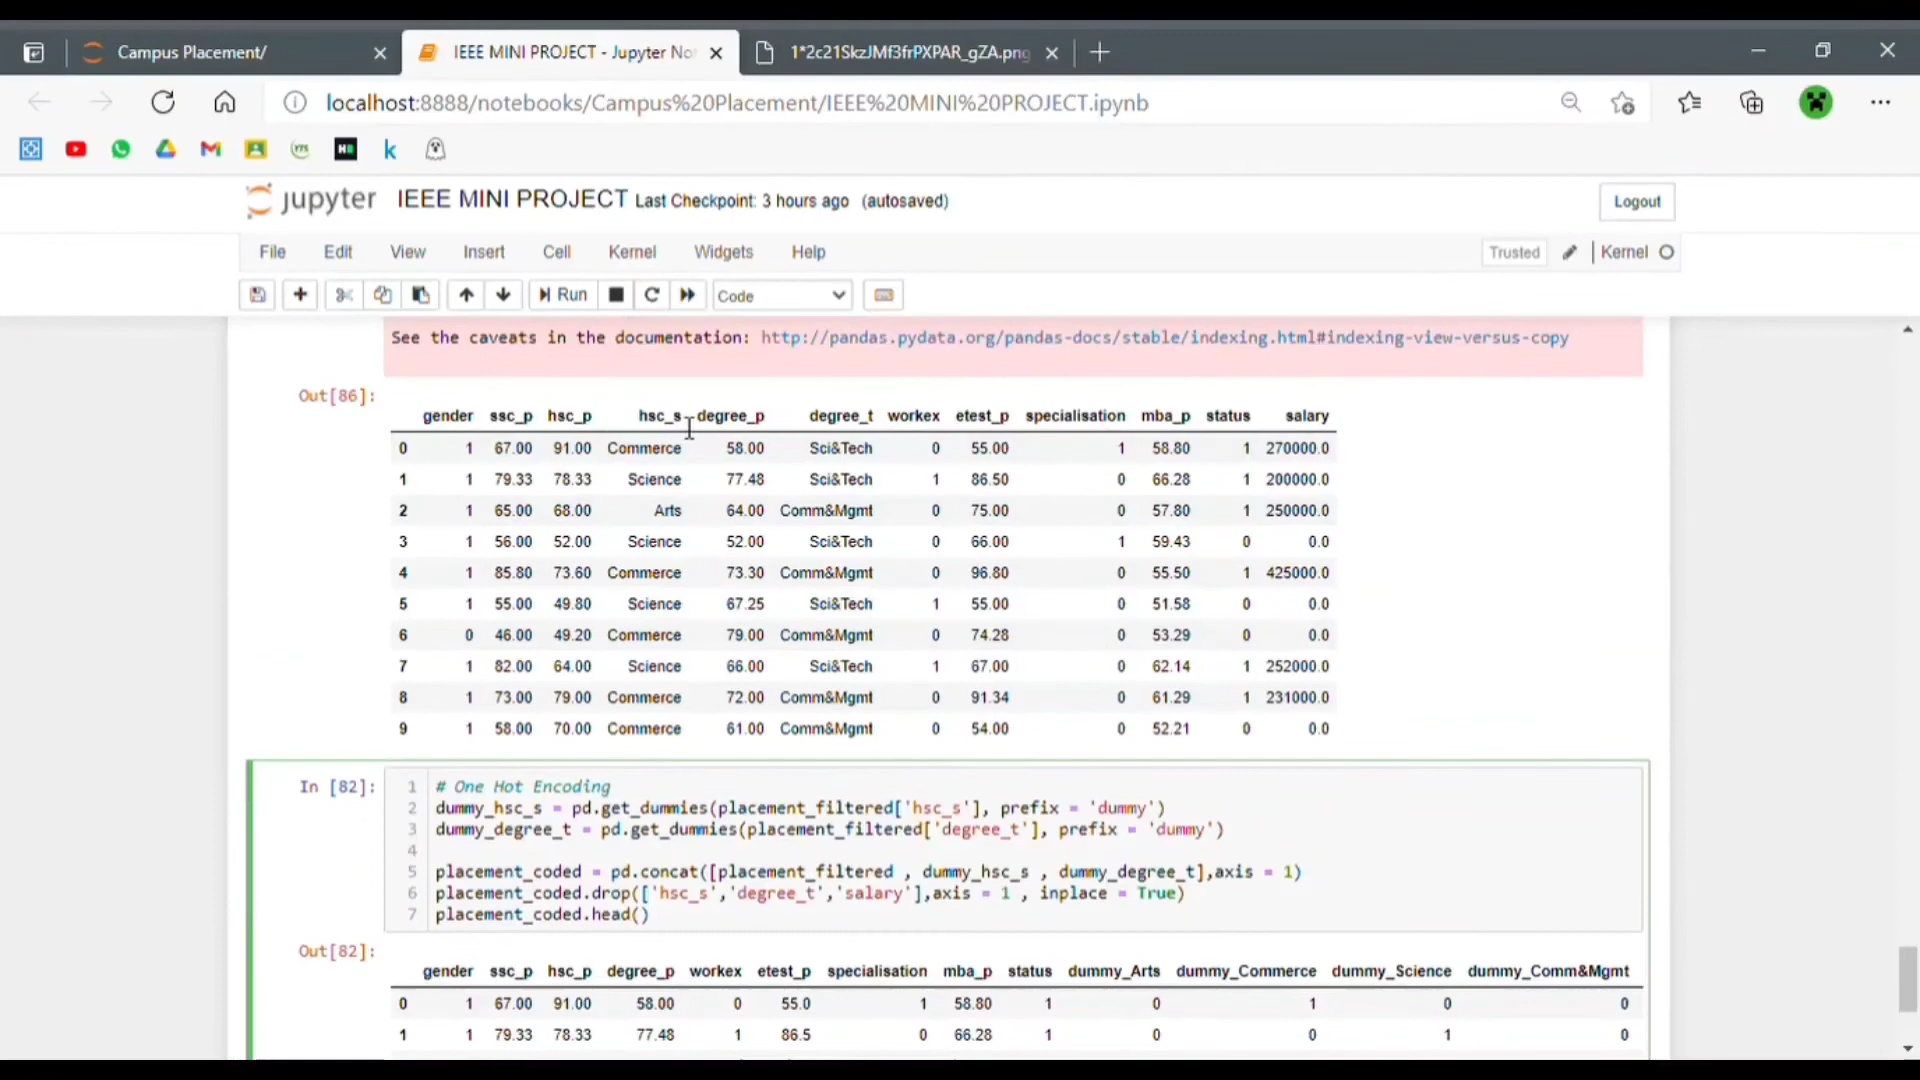 Campus Placement/
IEEE MINI PROJECT - Jupyter No
1*2c21SkzJMf3frPXPAR_gZA.png
localhost:8888/notebooks/Campus%20Placement/IEEE%20MINI%20PROJECT.ipynb
jupyter IEEE MINI PROJECT Last Checkpoint: 3 hours ago (autosaved)
Logout
File Edit View Insert Cell Kernel Widgets Help
Trusted Kernel
Run Code
See the caveats in the documentation: http://pandas.pydata.org/pandas-docs/stable/indexing.html#indexing-view-versus-copy
Out[86]:
gender ssc_p hsc_p hsc_s degree_p degree_t workex etest_p specialisation mba_p status salary
0 1 67.00 91.00 Commerce 58.00 Sci&Tech 0 55.00 1 58.80 1 270000.0
1 1 79.33 78.33 Science 77.48 Sci&Tech 1 86.50 0 66.28 1 200000.0
2 1 65.00 68.00 Arts 64.00 Comm&Mgmt 0 75.00 0 57.80 1 250000.0
3 1 56.00 52.00 Science 52.00 Sci&Tech 0 66.00 1 59.43 0 0.0
4 1 85.80 73.60 Commerce 73.30 Comm&Mgmt 0 96.80 0 55.50 1 425000.0
5 1 55.00 49.80 Science 67.25 Sci&Tech 1 55.00 0 51.58 0 0.0
6 0 46.00 49.20 Commerce 79.00 Comm&Mgmt 0 74.28 0 53.29 0 0.0
7 1 82.00 64.00 Science 66.00 Sci&Tech 1 67.00 0 62.14 1 252000.0
8 1 73.00 79.00 Commerce 72.00 Comm&Mgmt 0 91.34 0 61.29 1 231000.0
9 1 58.00 70.00 Commerce 61.00 Comm&Mgmt 0 54.00 0 52.21 0 0.0
In [82]:
1 # One Hot Encoding
2 dummy_hsc_s = pd.get_dummies(placement_filtered['hsc_s'], prefix = 'dummy')
3 dummy_degree_t = pd.get_dummies(placement_filtered['degree_t'], prefix = 'dummy')
4
5 placement_coded = pd.concat([placement_filtered , dummy_hsc_s , dummy_degree_t],axis = 1)
6 placement_coded.drop(['hsc_s','degree_t','salary'],axis = 1 , inplace = True)
7 placement_coded.head()
Out[82]:
gender ssc_p hsc_p degree_p workex etest_p specialisation mba_p status dummy_Arts dummy_Commerce dummy_Science dummy_Comm&Mgmt
0 1 67.00 91.00 58.00 0 55.0 1 58.80 1 0 1 0 0
1 1 79.33 78.33 77.48 1 86.5 0 66.28 1 0 0 1 0